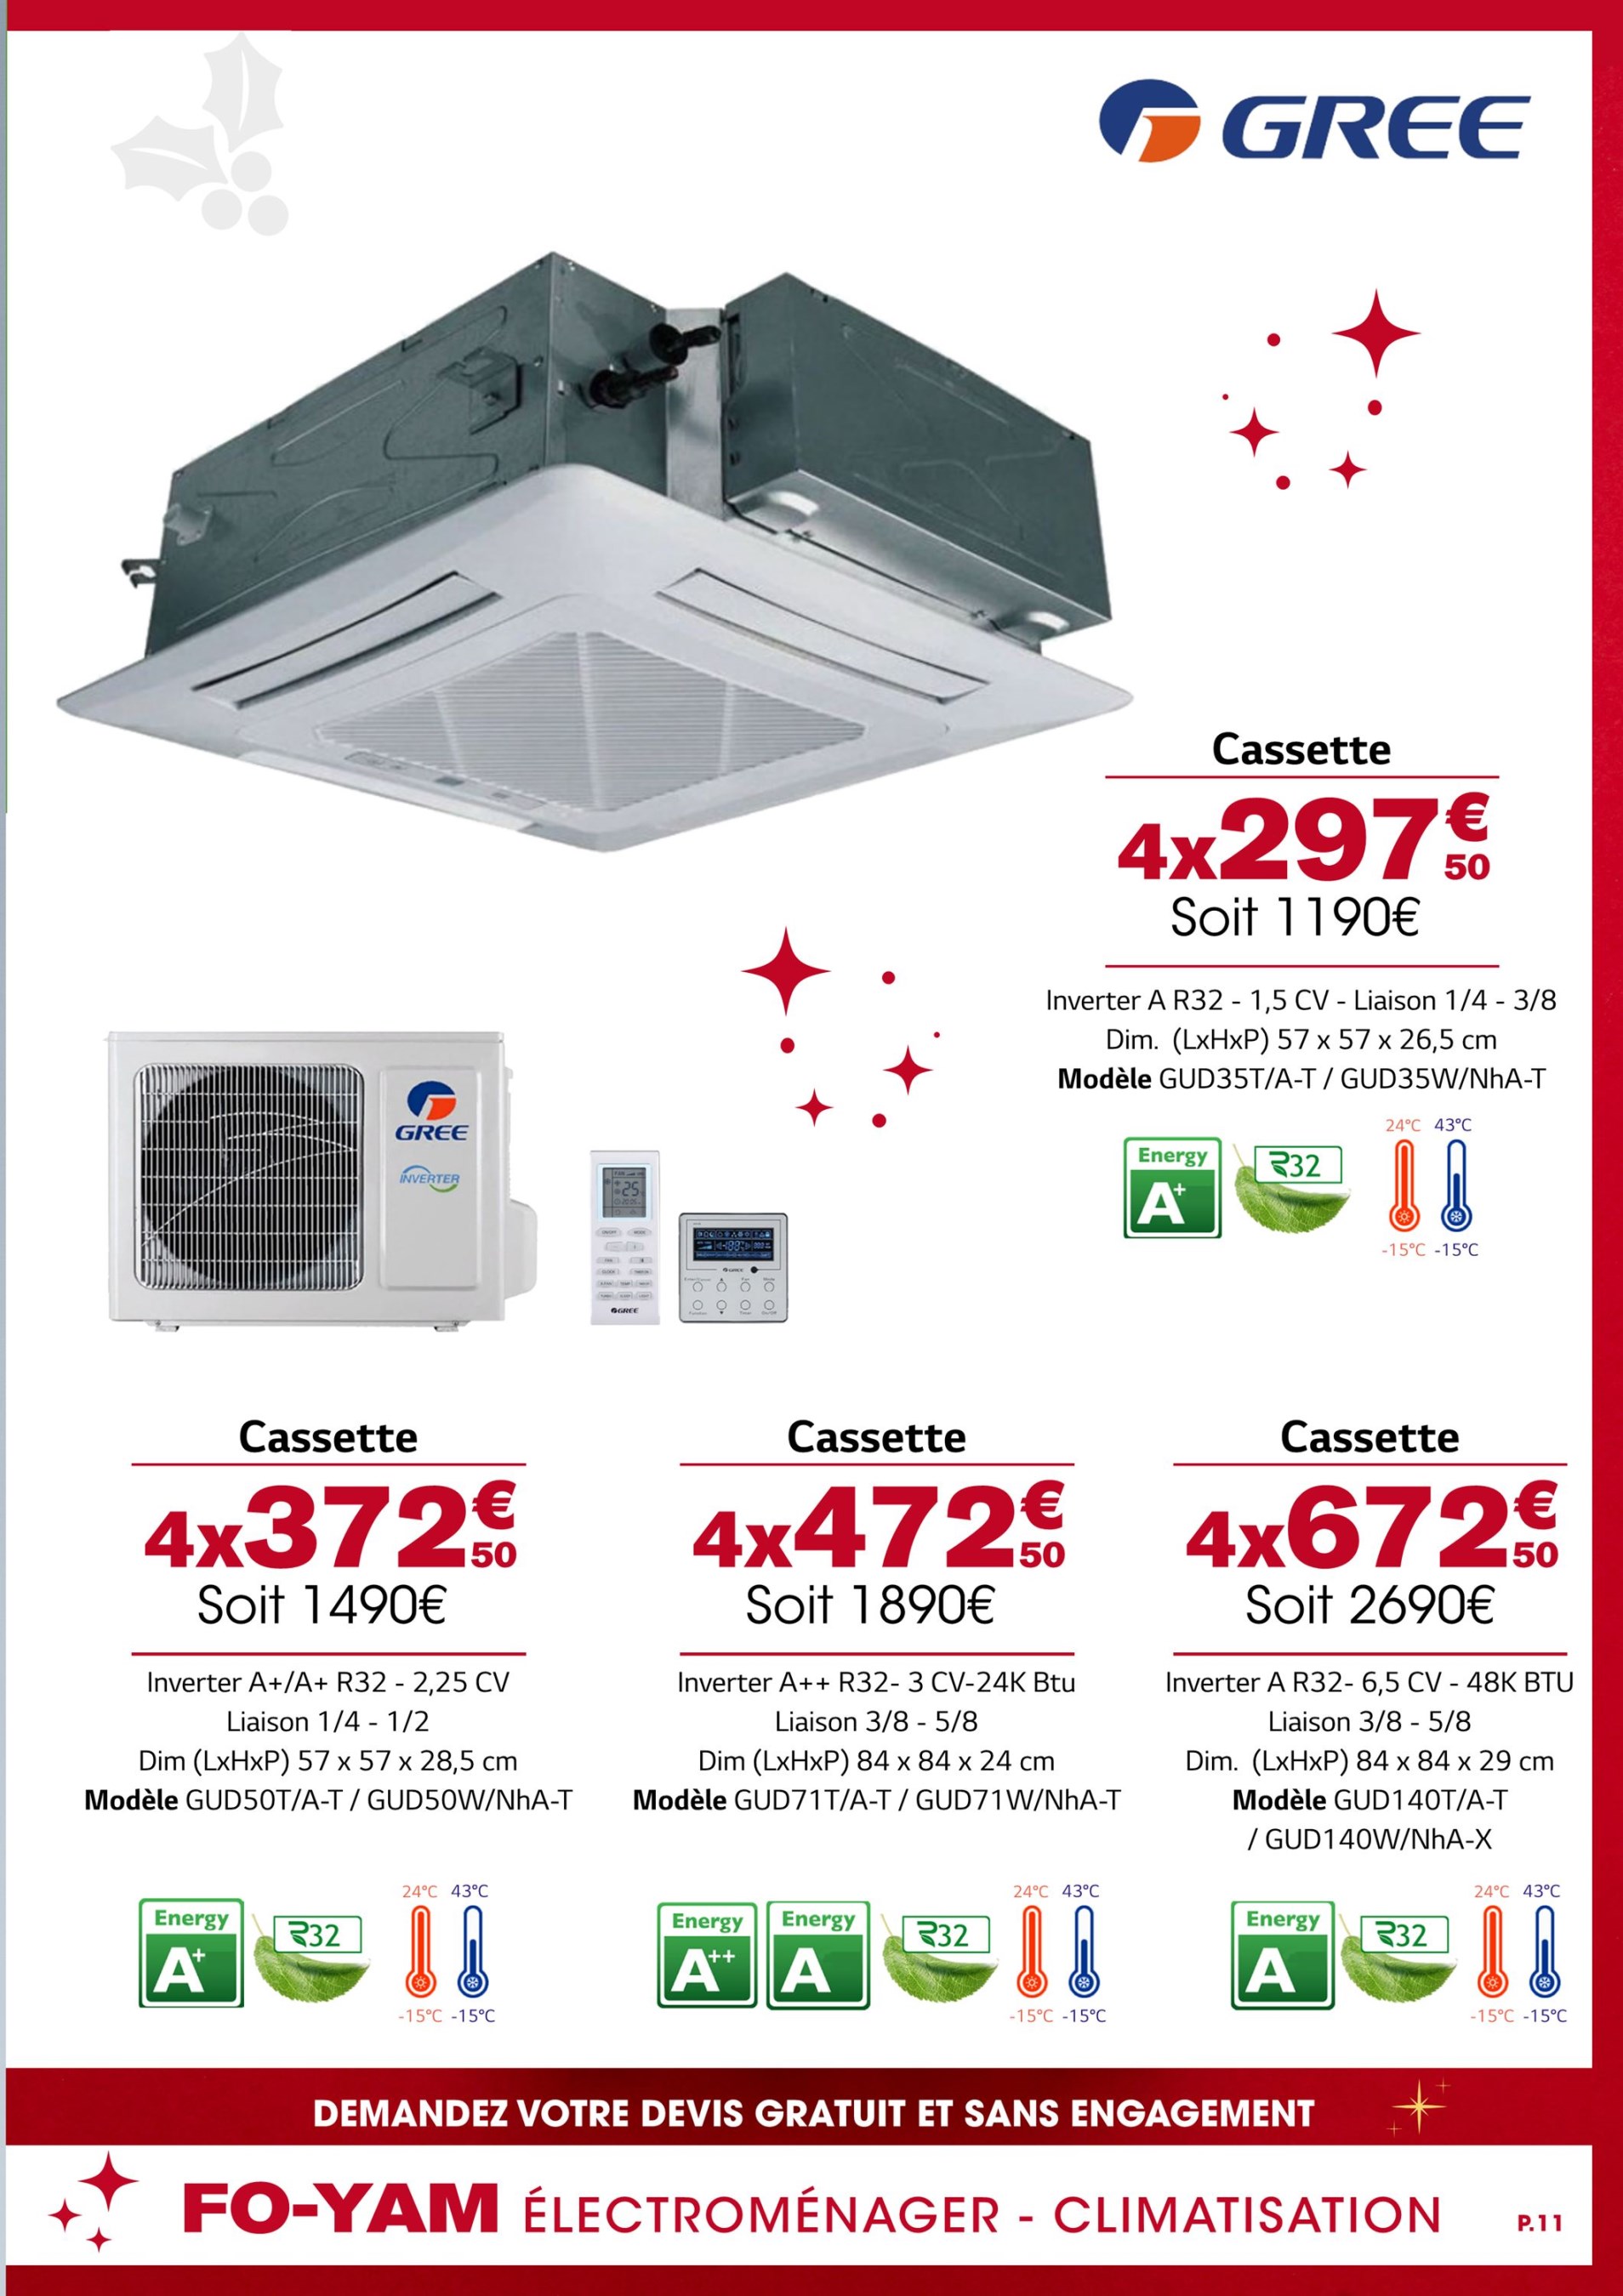 GREE
Cassette
4x297€50
Soit 1190€
Inverter A R32 - 1,5 CV - Liaison 1/4 - 3/8
Dim. (LxHxP) 57 x 57 x 26,5 cm
Modèle GUD35T/A-T / GUD35W/NhA-T
24°C 43°C
Energy
A+
R32
-15°C -15°C
GREE
INVERTER
25
GREE
GREE
Cassette
4x372€50
Soit 1490€
Inverter A+/A+ R32 - 2,25 CV
Liaison 1/4 - 1/2
Dim (LxHxP) 57 x 57 x 28,5 cm
Modèle GUD50T/A-T / GUD50W/NhA-T
24°C 43°C
Energy
A+
R32
-15°C -15°C
Cassette
4x472€50
Soit 1890€
Inverter A++ R32- 3 CV-24K Btu
Liaison 3/8 - 5/8
Dim (LxHxP) 84 x 84 x 24 cm
Modèle GUD71T/A-T / GUD71W/NhA-T
24°C 43°C
Energy
A++
Energy
A
R32
-15°C -15°C
Cassette
4x672€50
Soit 2690€
Inverter A R32- 6,5 CV - 48K BTU
Liaison 3/8 - 5/8
Dim. (LxHxP) 84 x 84 x 29 cm
Modèle GUD140T/A-T
/ GUD140W/NhA-X
24°C 43°C
Energy
A
R32
-15°C -15°C
DEMANDEZ VOTRE DEVIS GRATUIT ET SANS ENGAGEMENT
FO-YAM ÉLECTROMÉNAGER - CLIMATISATION
P.11